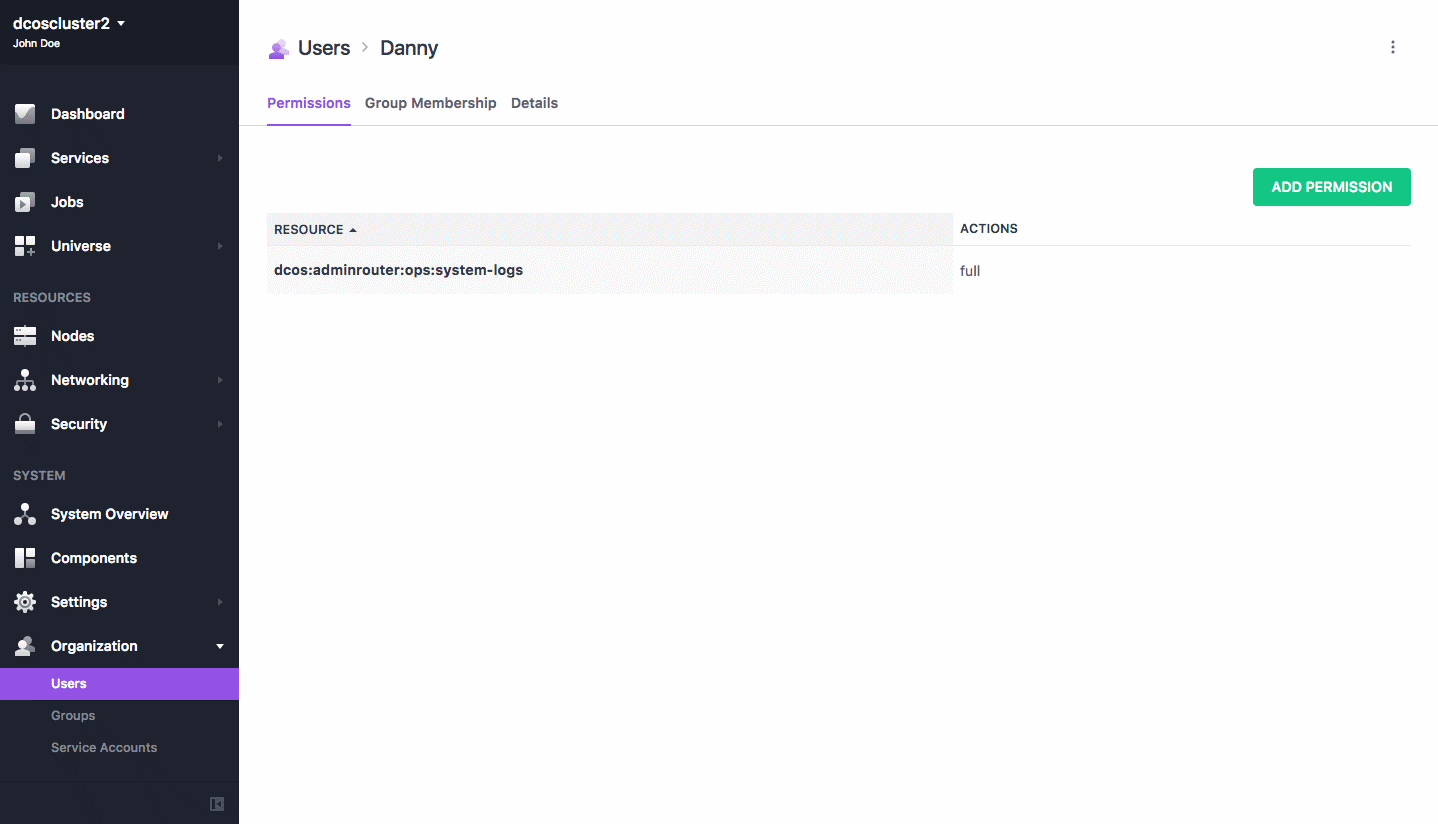 dcoscluster2
John Doe
Dashboard
Services
Jobs
Universe
RESOURCES
Nodes
Networking
Security
SYSTEM
System Overview
Components
Settings
Organization
Users
Groups
Service Accounts
Users > Danny
Permissions Group Membership Details
ADD PERMISSION
RESOURCE ACTIONS
dcos:adminrouter:ops:system-logs full